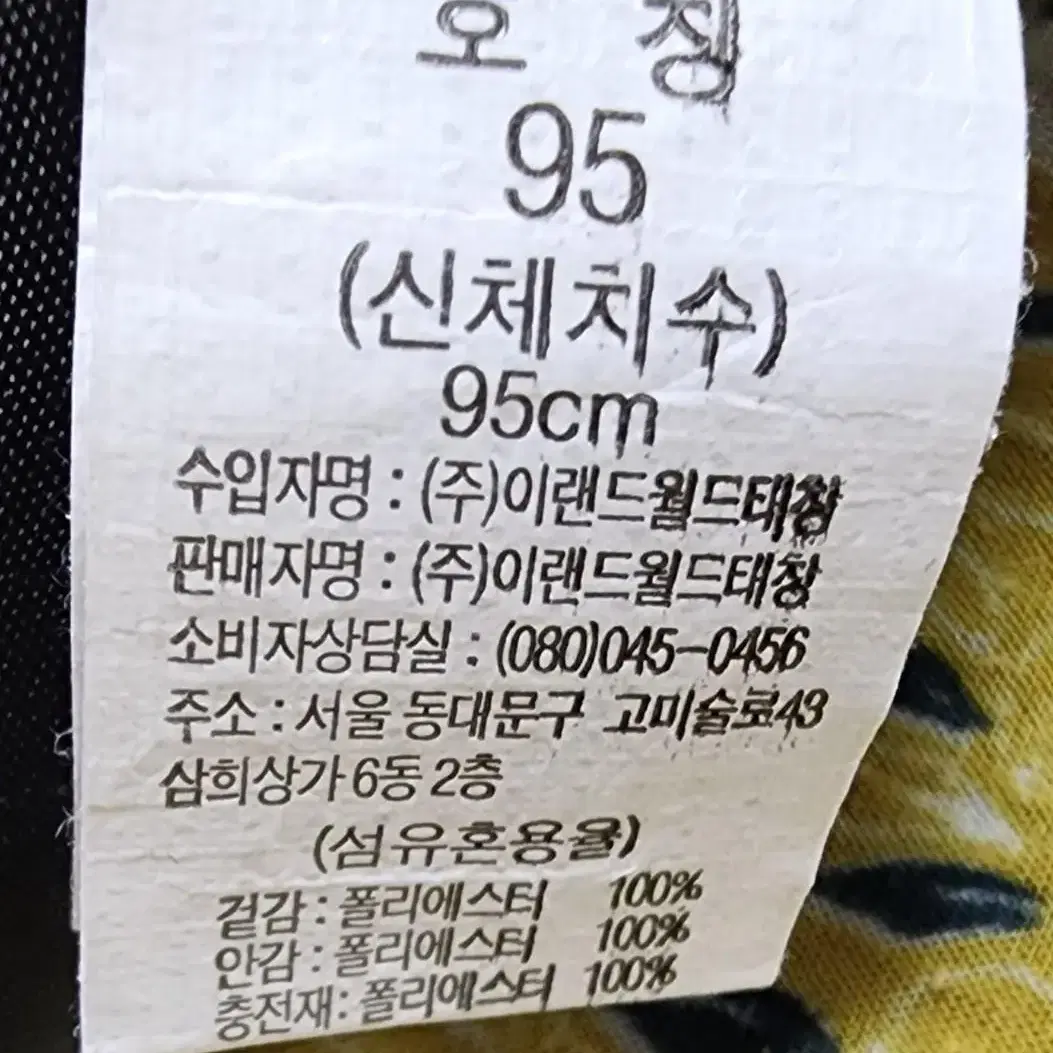 호 칭
95
(신체치수)
95cm
수입자명 : (주)이랜드월드태창
판매자명 : (주)이랜드월드태창
소비자상담실 : (080)045-0456
주소 : 서울 동대문구 고미술로43
삼희상가 6동 2층
(섬유혼용율)
겉감 : 폴리에스터 100%
안감 : 폴리에스터 100%
충전재: 폴리에스터 100%